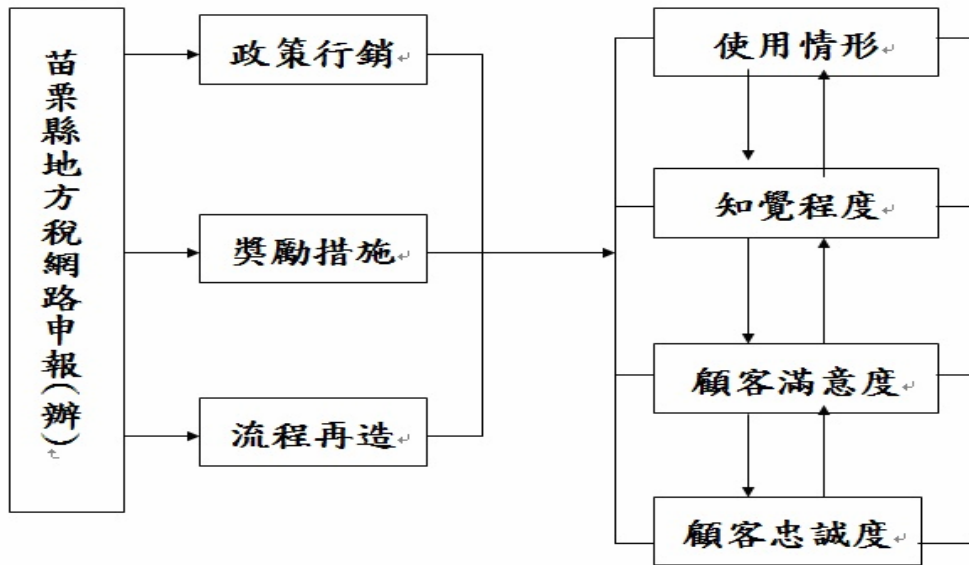 苗栗縣地方稅網路申報(辦)
政策行銷
獎勵措施
流程再造
使用情形
知覺程度
顧客滿意度
顧客忠誠度